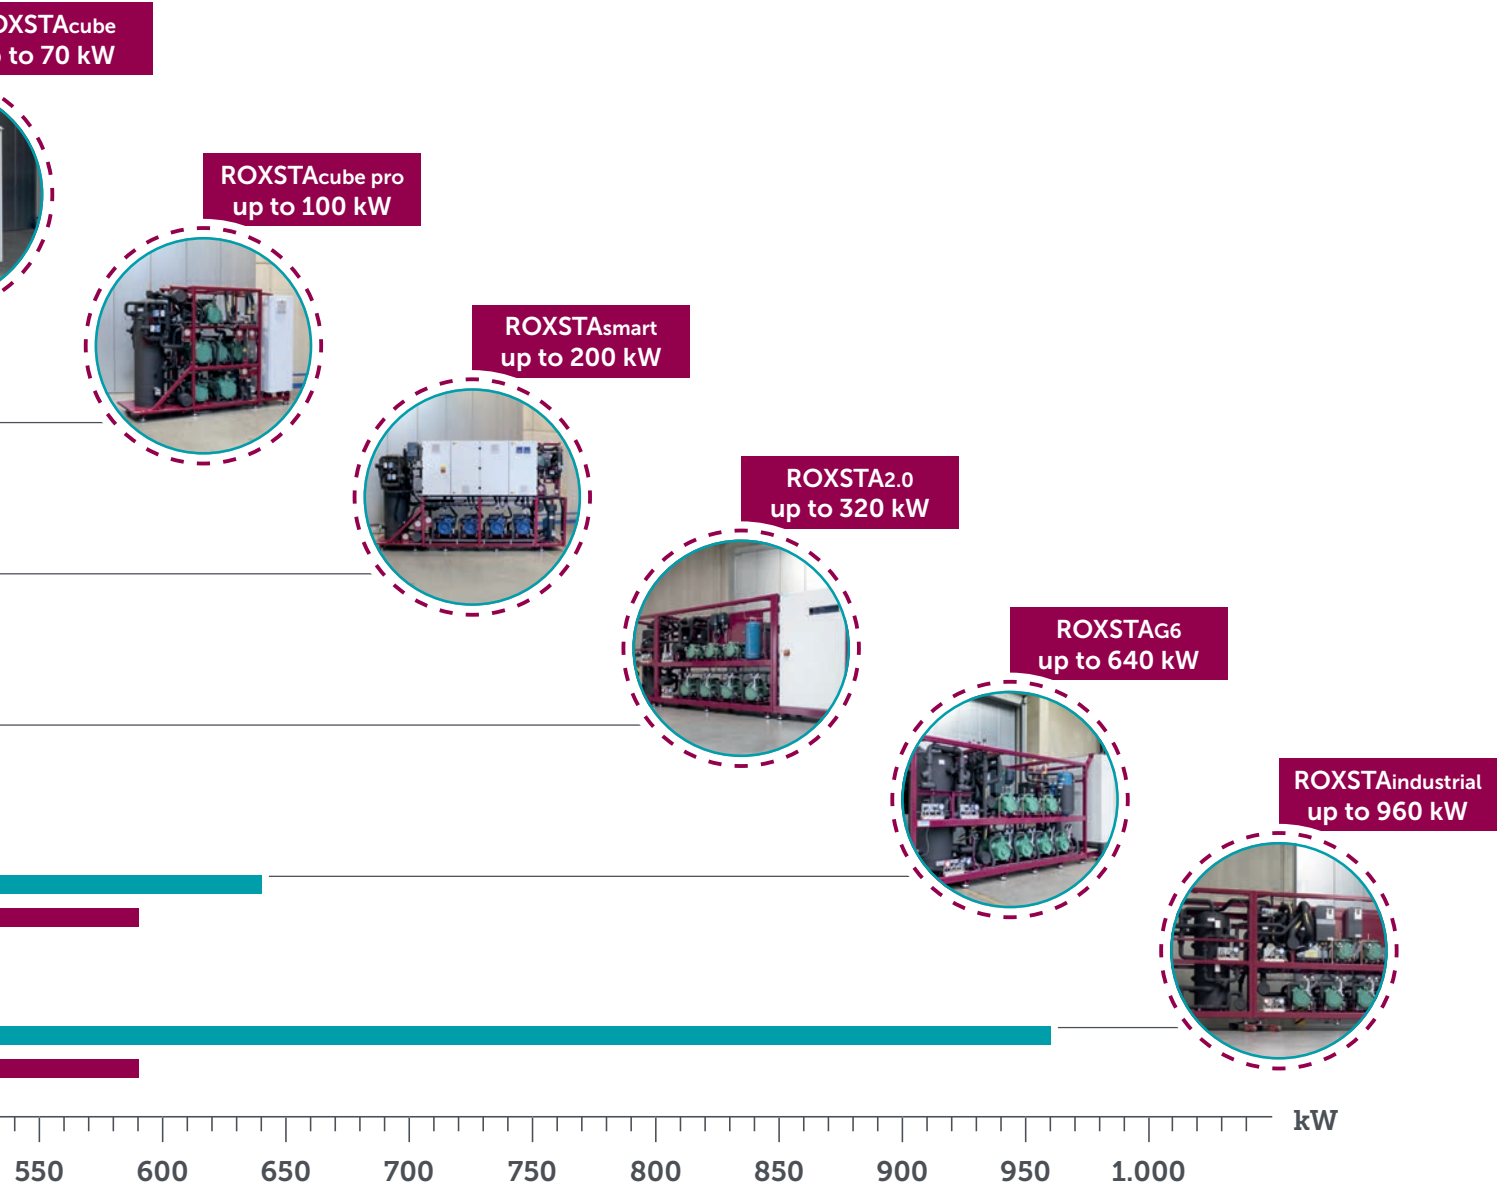 OXSTAcube
to 70 kW
ROXSTAcube pro
up to 100 kW
ROXSTAsmart
up to 200 kW
ROXSTA2.0
up to 320 kW
ROXSTAG6
up to 640 kW
ROXSTAindustrial
up to 960 kW
kW
550 600 650 700 750 800 850 900 950 1.000